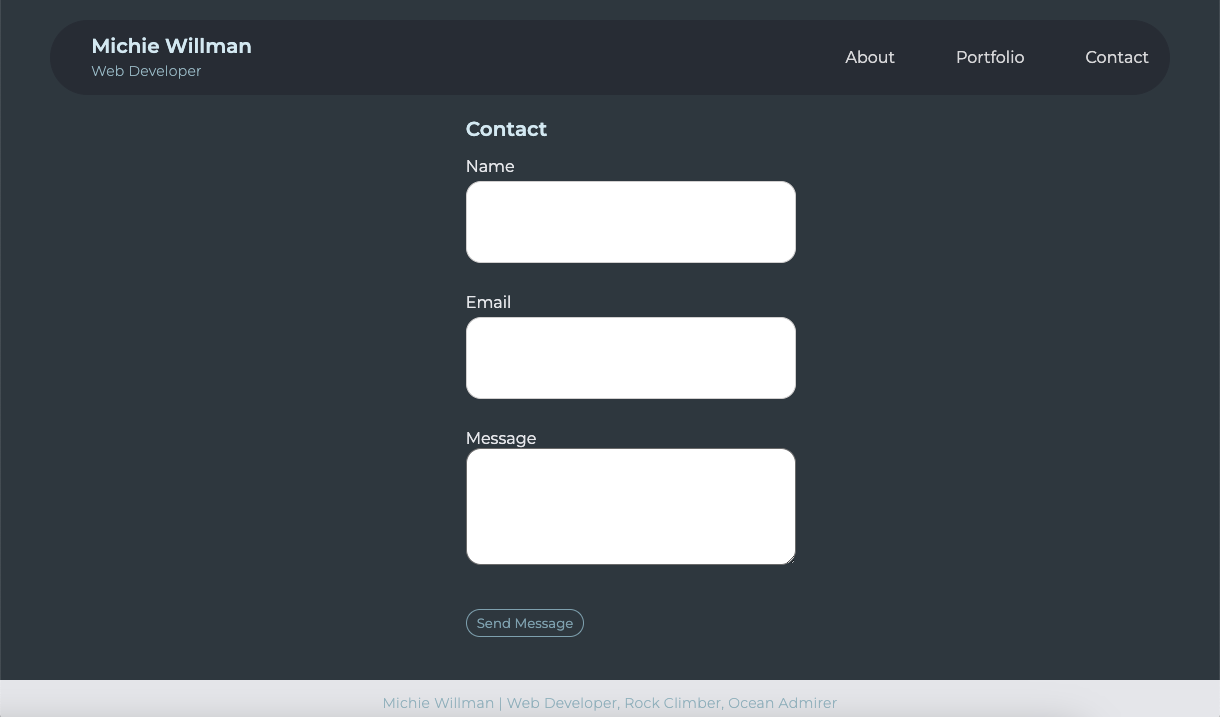 Michie Willman
Web Developer
About Portfolio Contact
Contact
Name
Email
Message
Send Message
Michie Willman | Web Developer, Rock Climber, Ocean Admirer